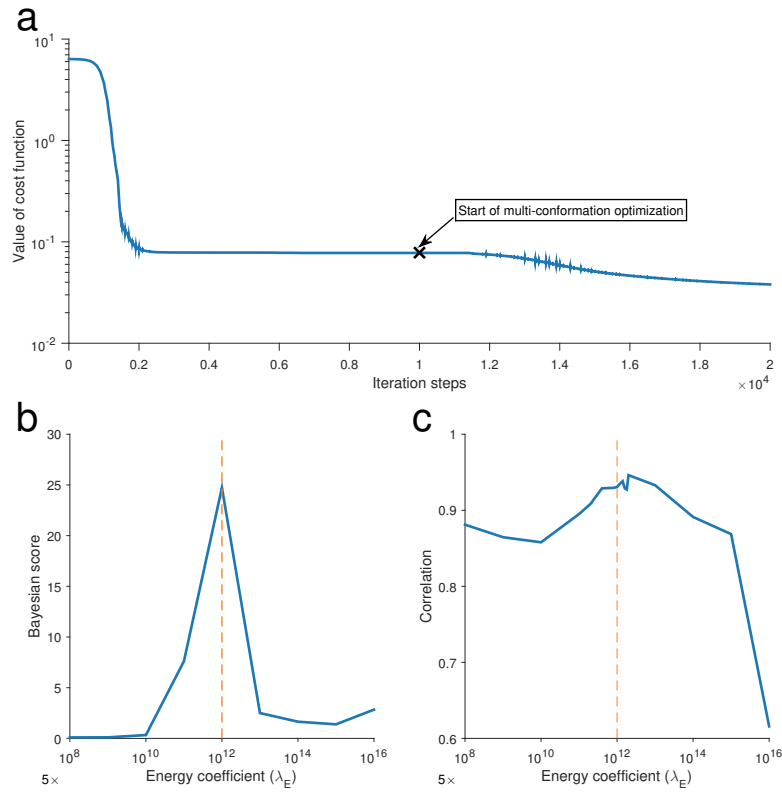 a
Value of cost function
10^1
10^0
10^-1
10^-2
Start of multi-conformation optimization
0 0.2 0.4 0.6 0.8 1 1.2 1.4 1.6 1.8 2
Iteration steps
× 10^4
b
Bayesian score
30
25
20
15
10
5
0
10^8 10^10 10^12 10^14 10^16
5× Energy coefficient (λ_E)
c
Correlation
1
0.9
0.8
0.7
0.6
10^8 10^10 10^12 10^14 10^16
5× Energy coefficient (λ_E)